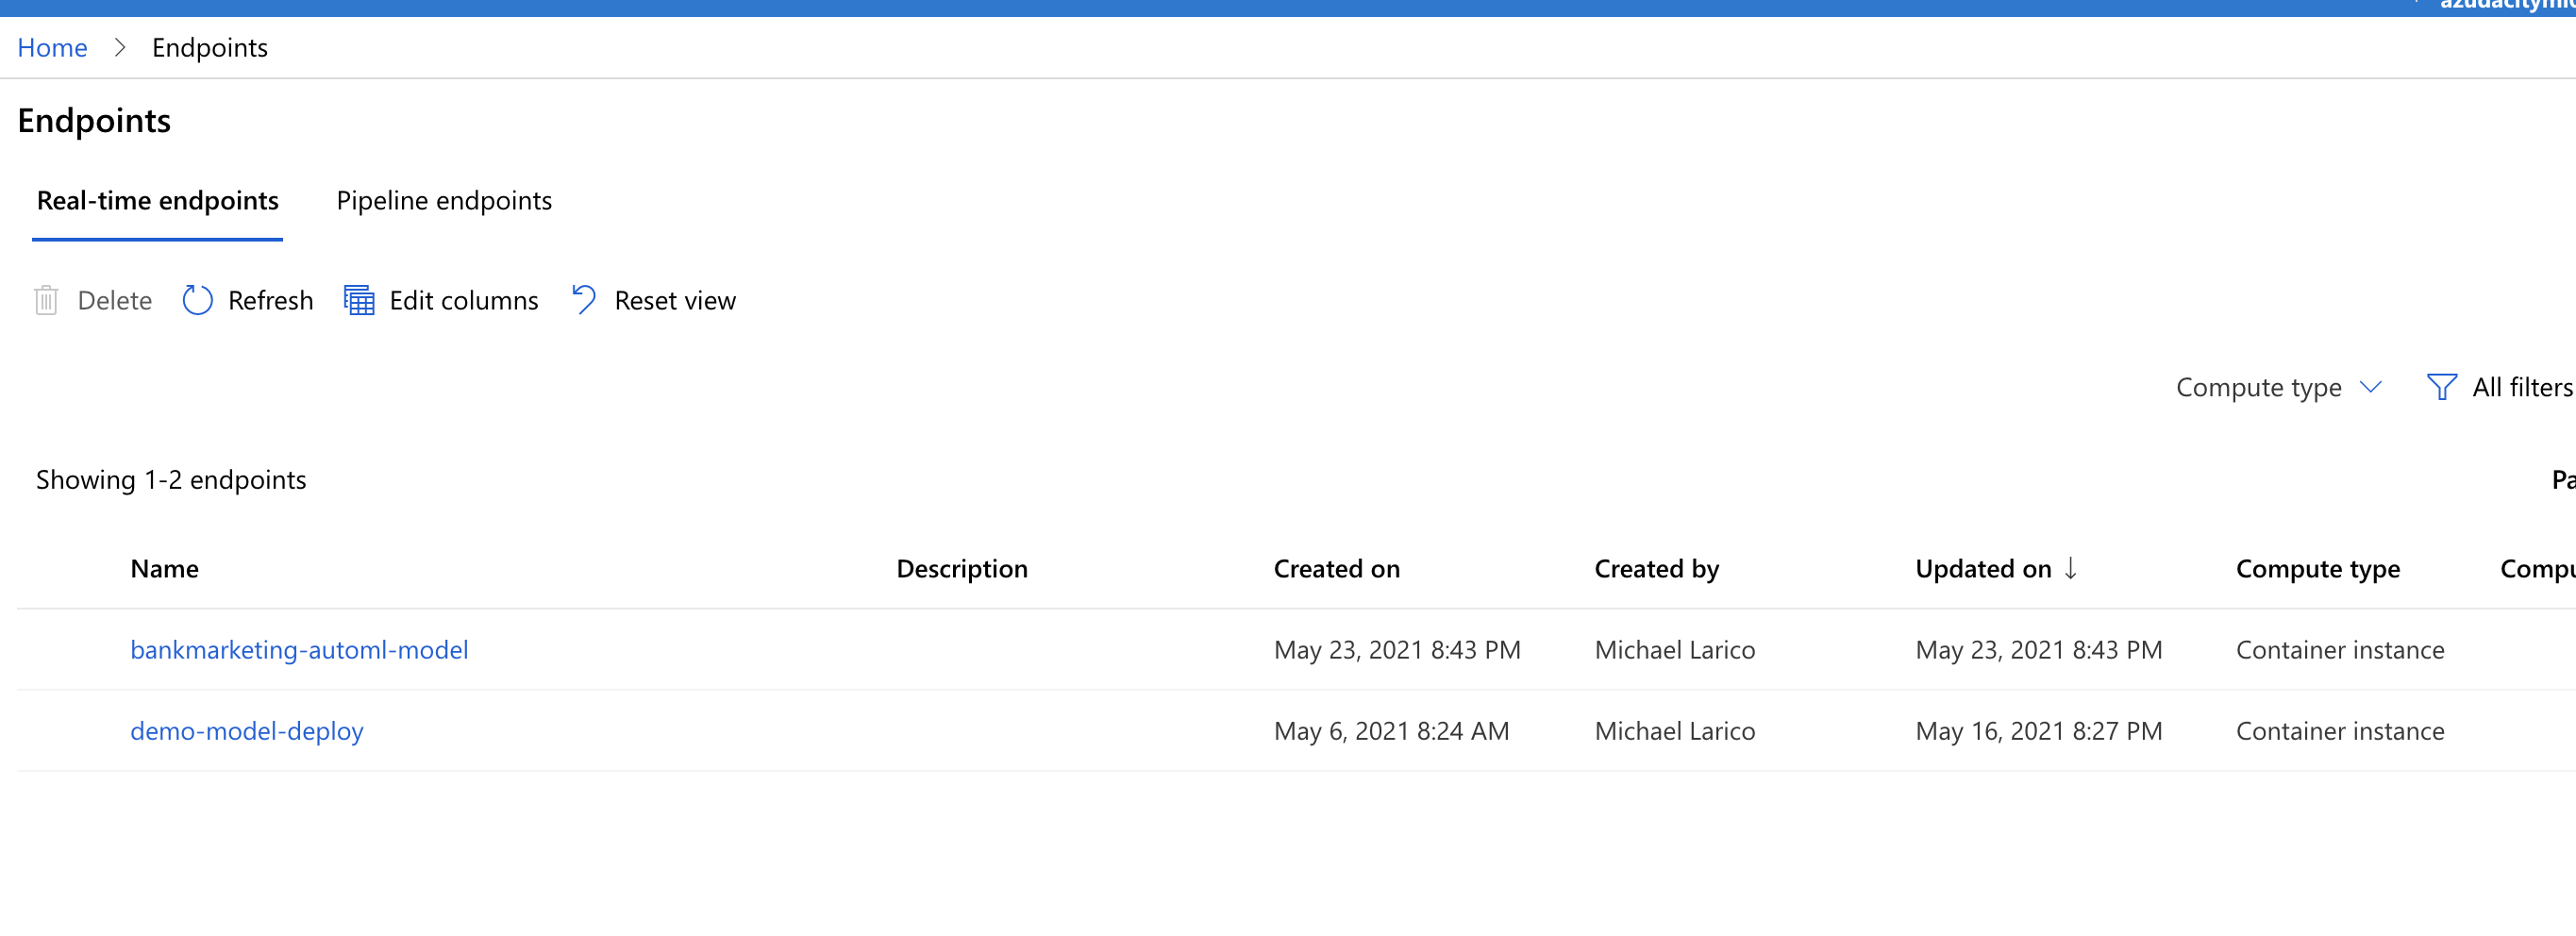 Home > Endpoints
Endpoints
Real-time endpoints Pipeline endpoints
Delete Refresh Edit columns Reset view
Compute type All filters
Showing 1-2 endpoints
Name Description Created on Created by Updated on ↓ Compute type
bankmarketing-automl-model May 23, 2021 8:43 PM Michael Larico May 23, 2021 8:43 PM Container instance
demo-model-deploy May 6, 2021 8:24 AM Michael Larico May 16, 2021 8:27 PM Container instance